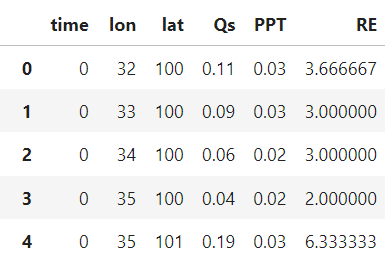 time lon lat Qs PPT RE
0 0 32 100 0.11 0.03 3.666667
1 0 33 100 0.09 0.03 3.000000
2 0 34 100 0.06 0.02 3.000000
3 0 35 100 0.04 0.02 2.000000
4 0 35 101 0.19 0.03 6.333333